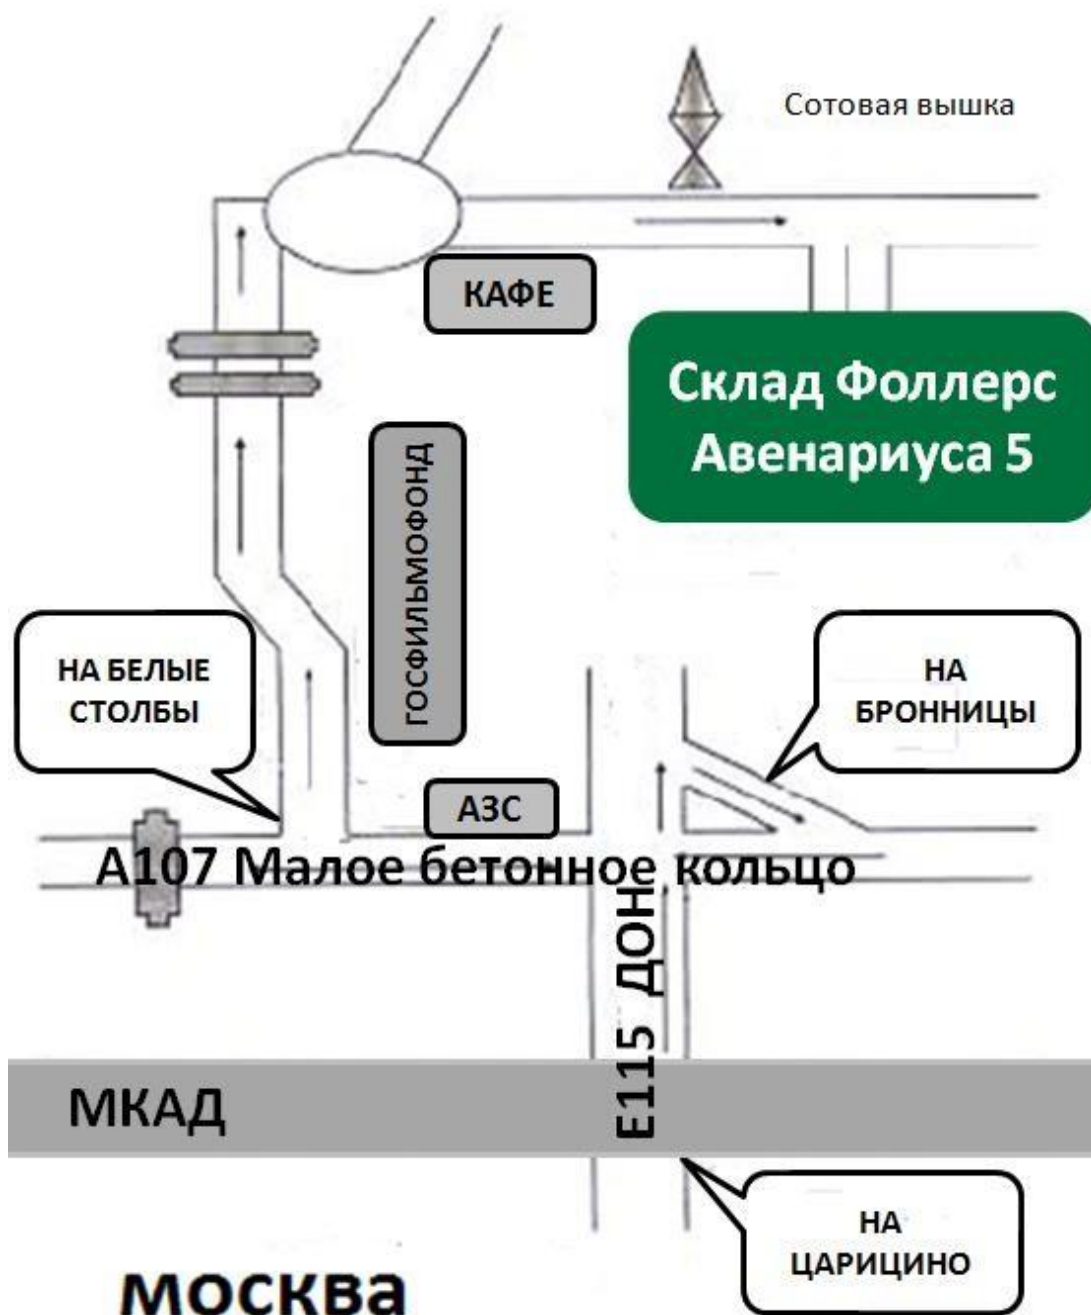 Сотовая вышка
КАФЕ
Склад Фоллерс
Авенариуса 5
ГОСФИЛЬМОФОНД
НА БЕЛЫЕ
СТОЛБЫ
НА
БРОННИЦЫ
АЗС
А107 Малое бетонное кольцо
Е115 ДОН
МКАД
НА
ЦАРИЦИНО
москва